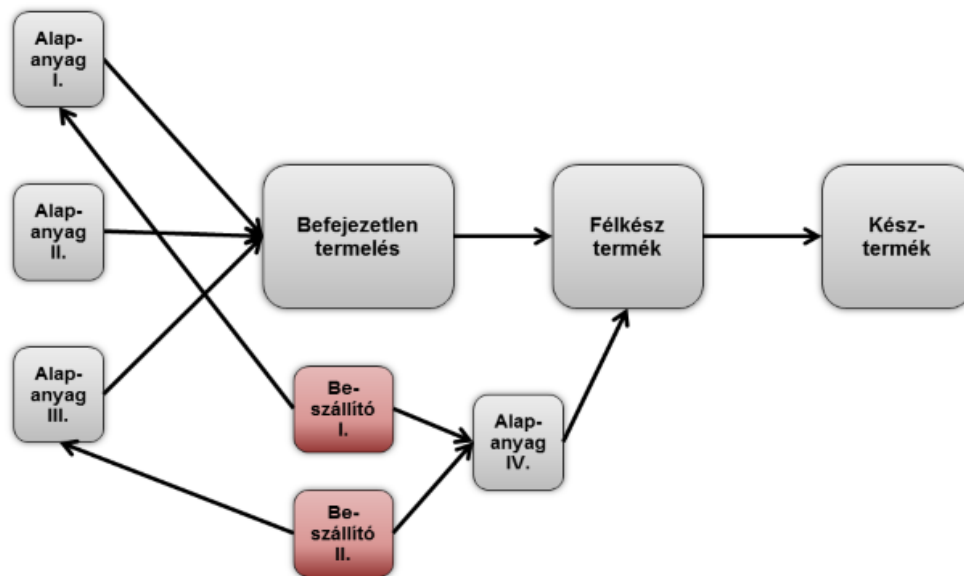 Alap-
anyag
I.
Alap-
anyag
II.
Alap-
anyag
III.
Befejezetlen
termelés
Félkész
termék
Kész-
termék
Be-
szállító
I.
Be-
szállító
II.
Alap-
anyag
IV.